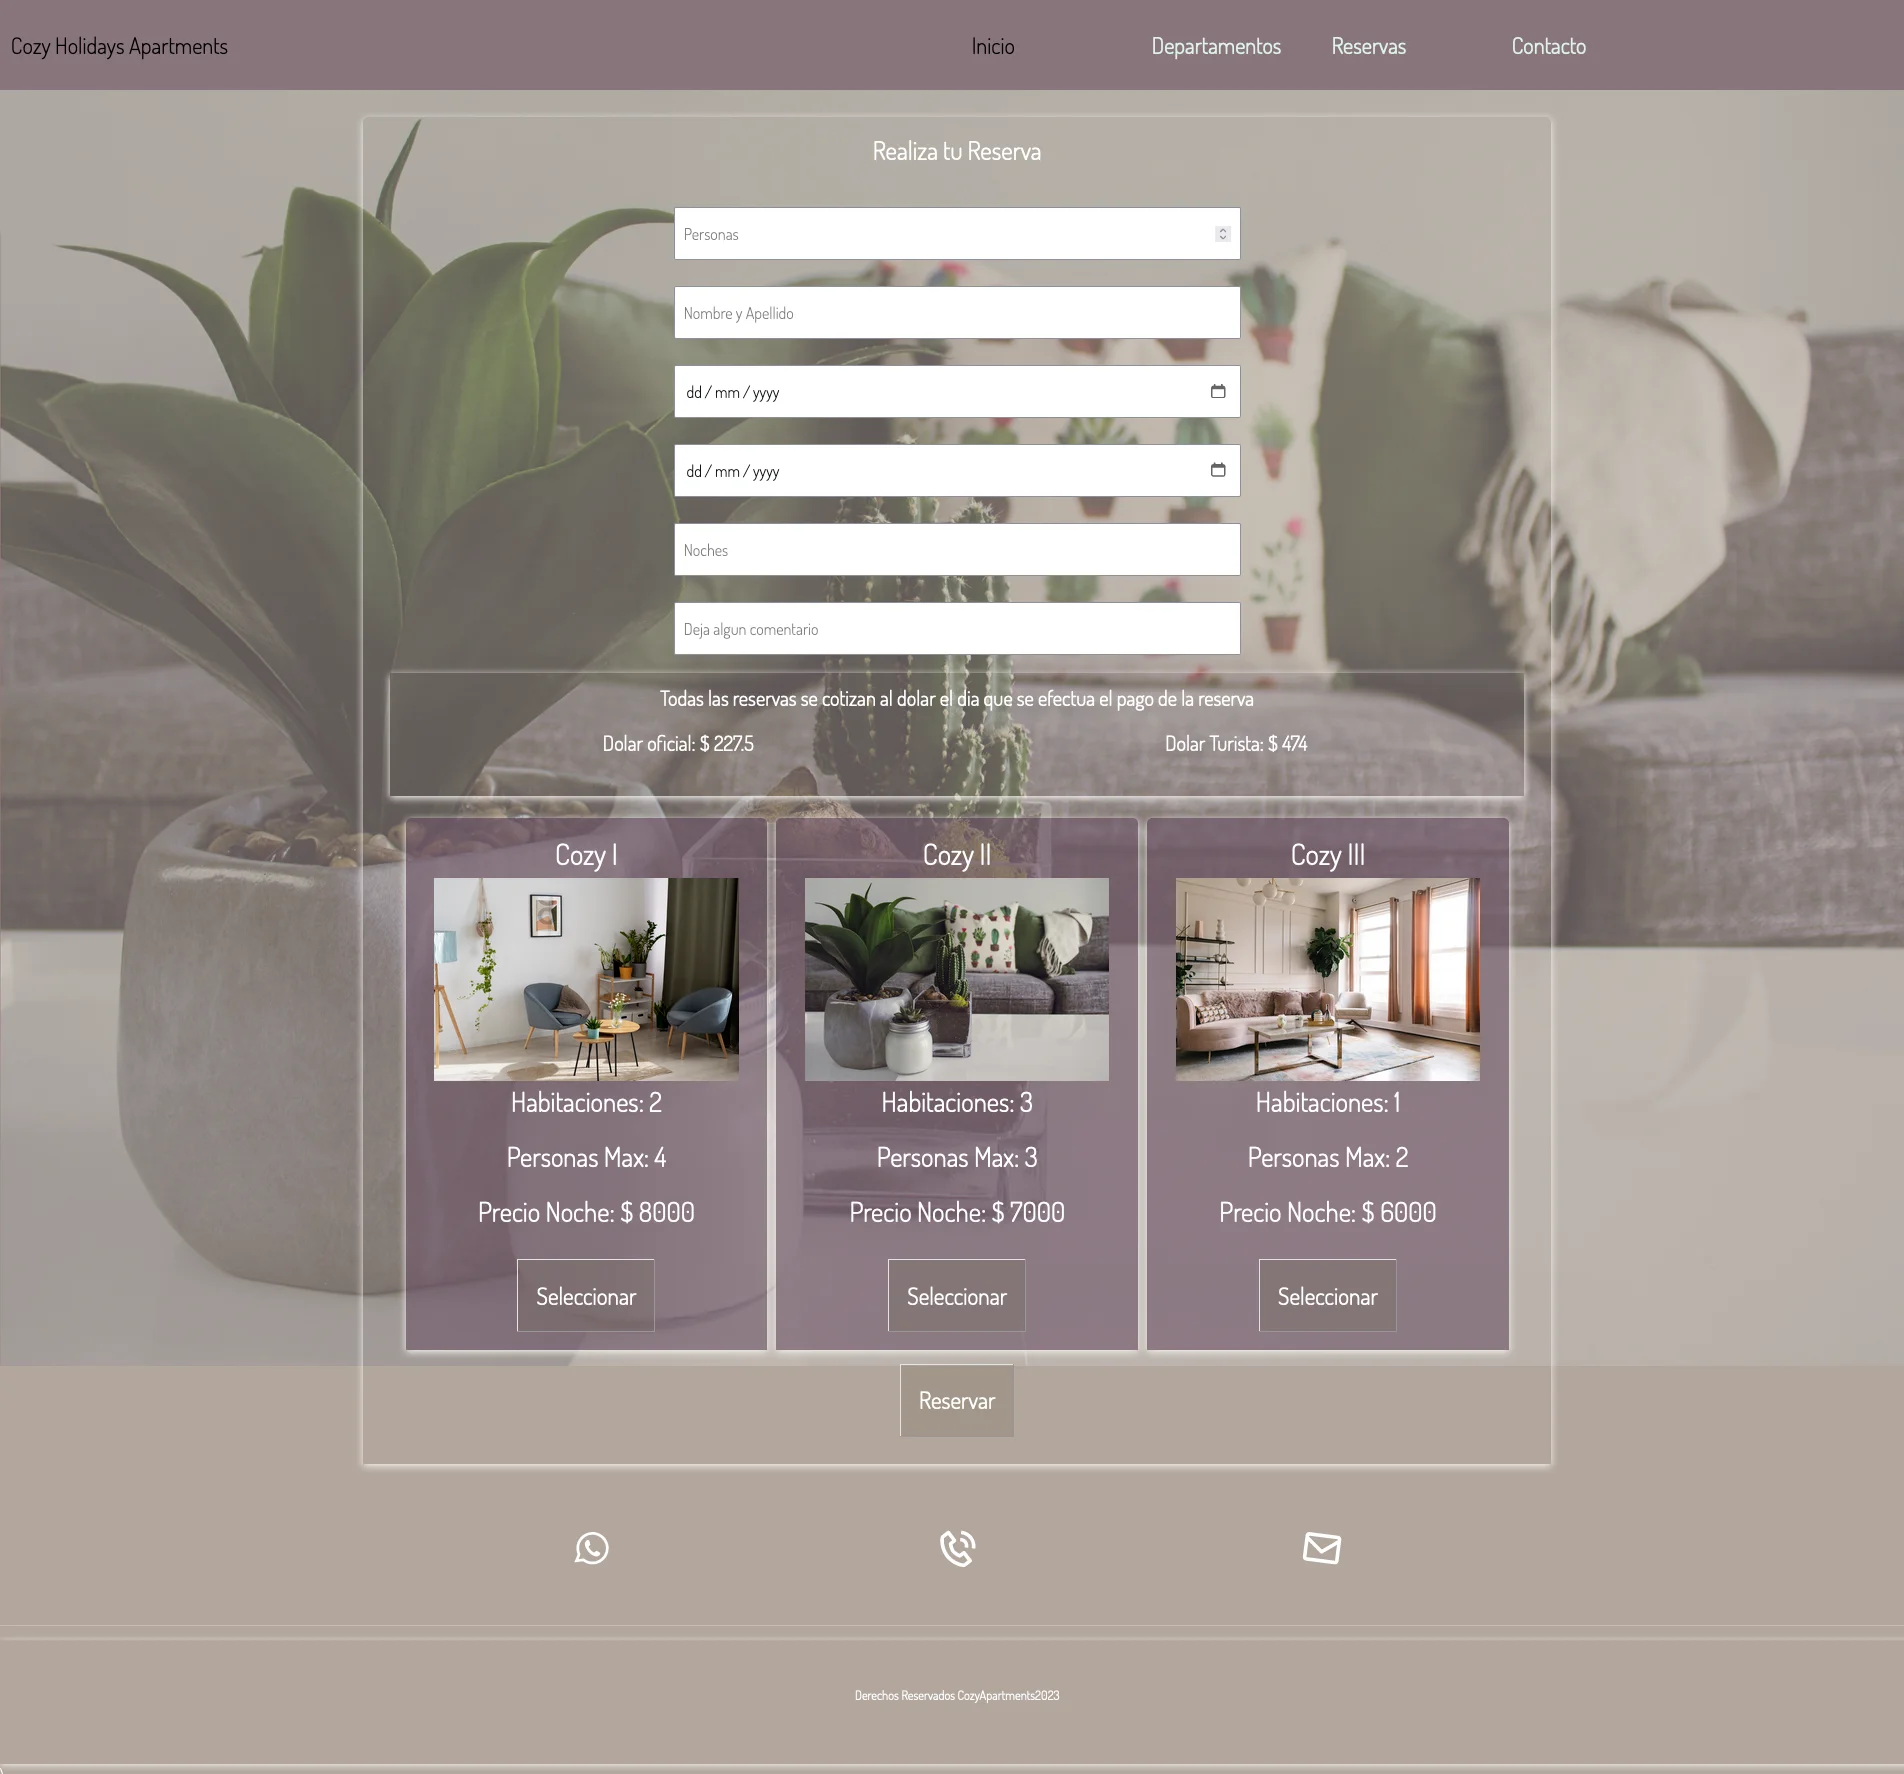 Cozy Holidays Apartments
Inicio
Departamentos
Reservas
Contacto
Realiza tu Reserva
Personas
Nombre y Apellido
dd / mm / yyyy
dd / mm / yyyy
Noches
Deja algun comentario
Todas las reservas se cotizan al dolar el dia que se efectua el pago de la reserva
Dolar oficial: $ 227.5
Dolar Turista: $ 474
Cozy I
Habitaciones: 2
Personas Max: 4
Precio Noche: $ 8000
Seleccionar
Cozy II
Habitaciones: 3
Personas Max: 3
Precio Noche: $ 7000
Seleccionar
Cozy III
Habitaciones: 1
Personas Max: 2
Precio Noche: $ 6000
Seleccionar
Reservar
Derechos Reservados CozyApartments2023